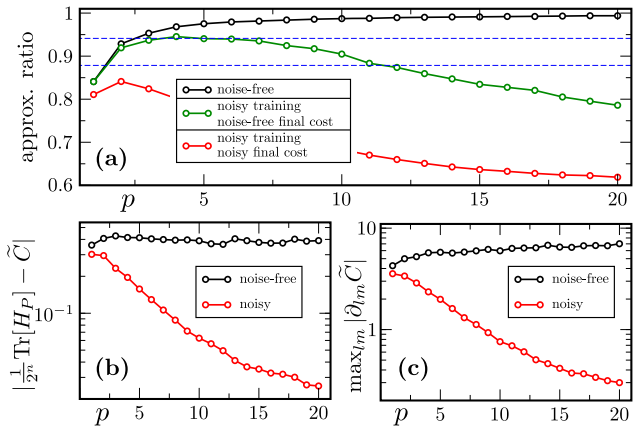 1
0.9
0.8
0.7
0.6
approx. ratio
noise-free
noisy training
noise-free final cost
noisy training
noisy final cost
(a)
p
5
10
15
20
|1/2ⁿ Tr[H_P] − C̃|
10⁻¹
noise-free
noisy
(b)
p
5
10
15
20
max_{lm} |∂_{lm} C̃|
10
1
noise-free
noisy
(c)
p
5
10
15
20